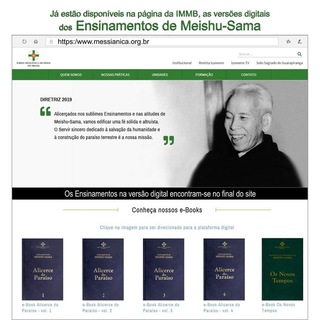 Já estão disponíveis na página da IMMB, as versões digitais
dos Ensinamentos de Meishu-Sama
https://www.messianica.org.br
Institucional
Revista Izunome
Izunome TV
Solo Sagrado de Guarapiranga
QUEM SOMOS
NOSSAS PRÁTICAS
UNIDADES
FORMAÇÃO
CONTATO
DIRETRIZ 2019
Alicerçados nos sublimes Ensinamentos e nas atitudes
de Meishu-Sama, vamos edificar uma fé sólida e altruísta.
O Servir sincero dedicado à salvação da humanidade e
à construção do paraíso terrestre é a nossa missão.
Os Ensinamentos na versão digital encontram-se no final do site
Conheça nossos e-Books
Clique na imagem para ser direcionado para a plataforma digital
Alicerce do Paraíso
1
Alicerce do Paraíso
2
Alicerce do Paraíso
3
Alicerce do Paraíso
4
Os Novos Tempos
e-Book Alicerce do Paraíso - vol. 1
e-Book Alicerce do Paraíso - vol. 2
e-Book Alicerce do Paraíso - vol. 3
e-Book Alicerce do Paraíso - vol. 4
e-Book Os Novos Tempos